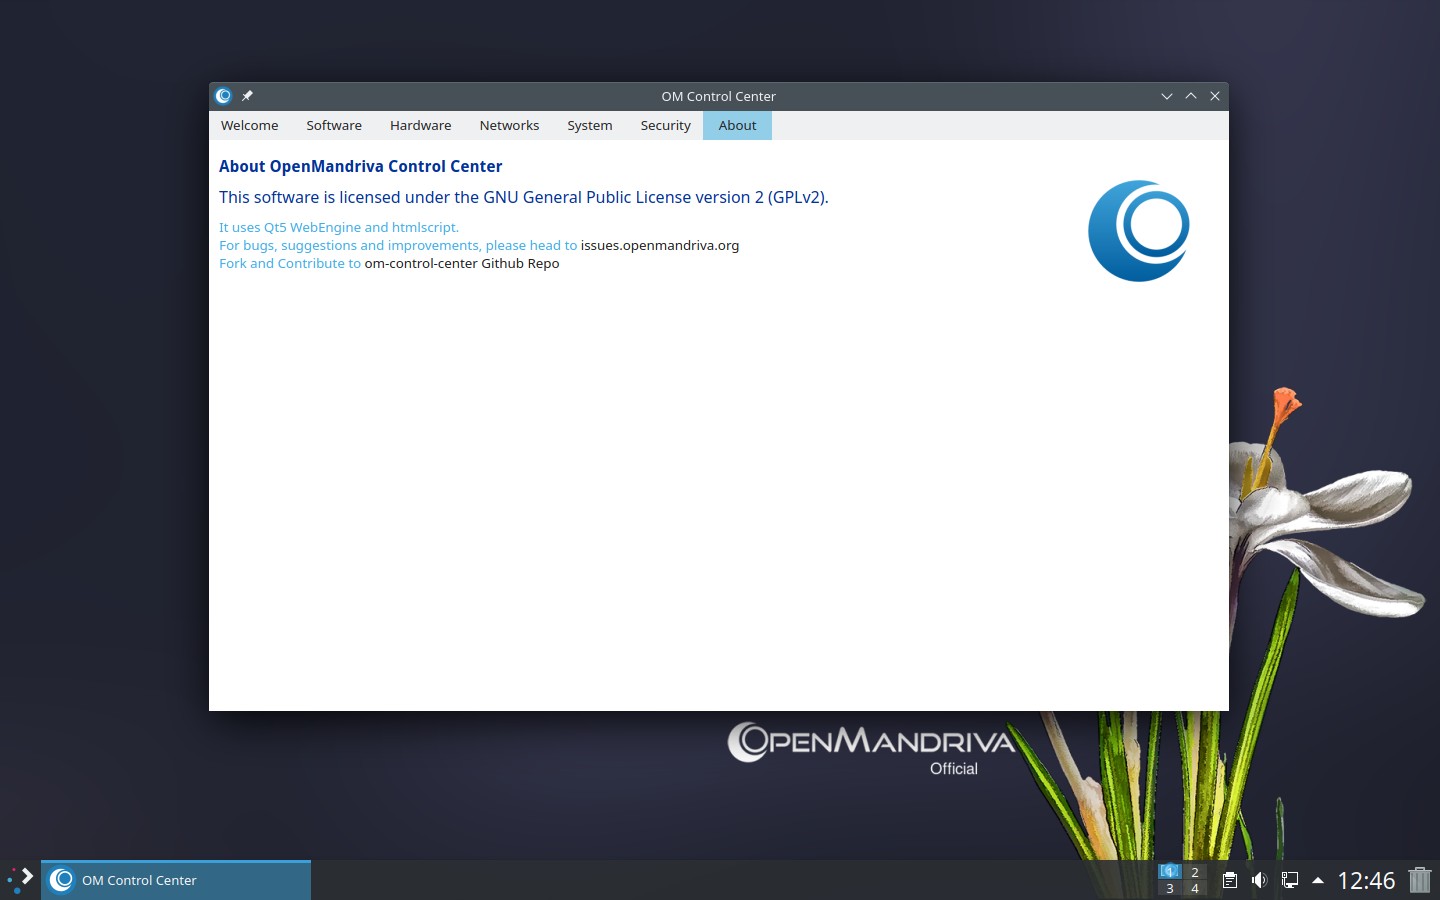 OM Control Center
Welcome Software Hardware Networks System Security About
About OpenMandriva Control Center
This software is licensed under the GNU General Public License version 2 (GPLv2).
It uses Qt5 WebEngine and htmlscript.
For bugs, suggestions and improvements, please head to issues.openmandriva.org
Fork and Contribute to om-control-center Github Repo
OPENMANDRIVA
Official
OM Control Center
1 2
3 4
12:46